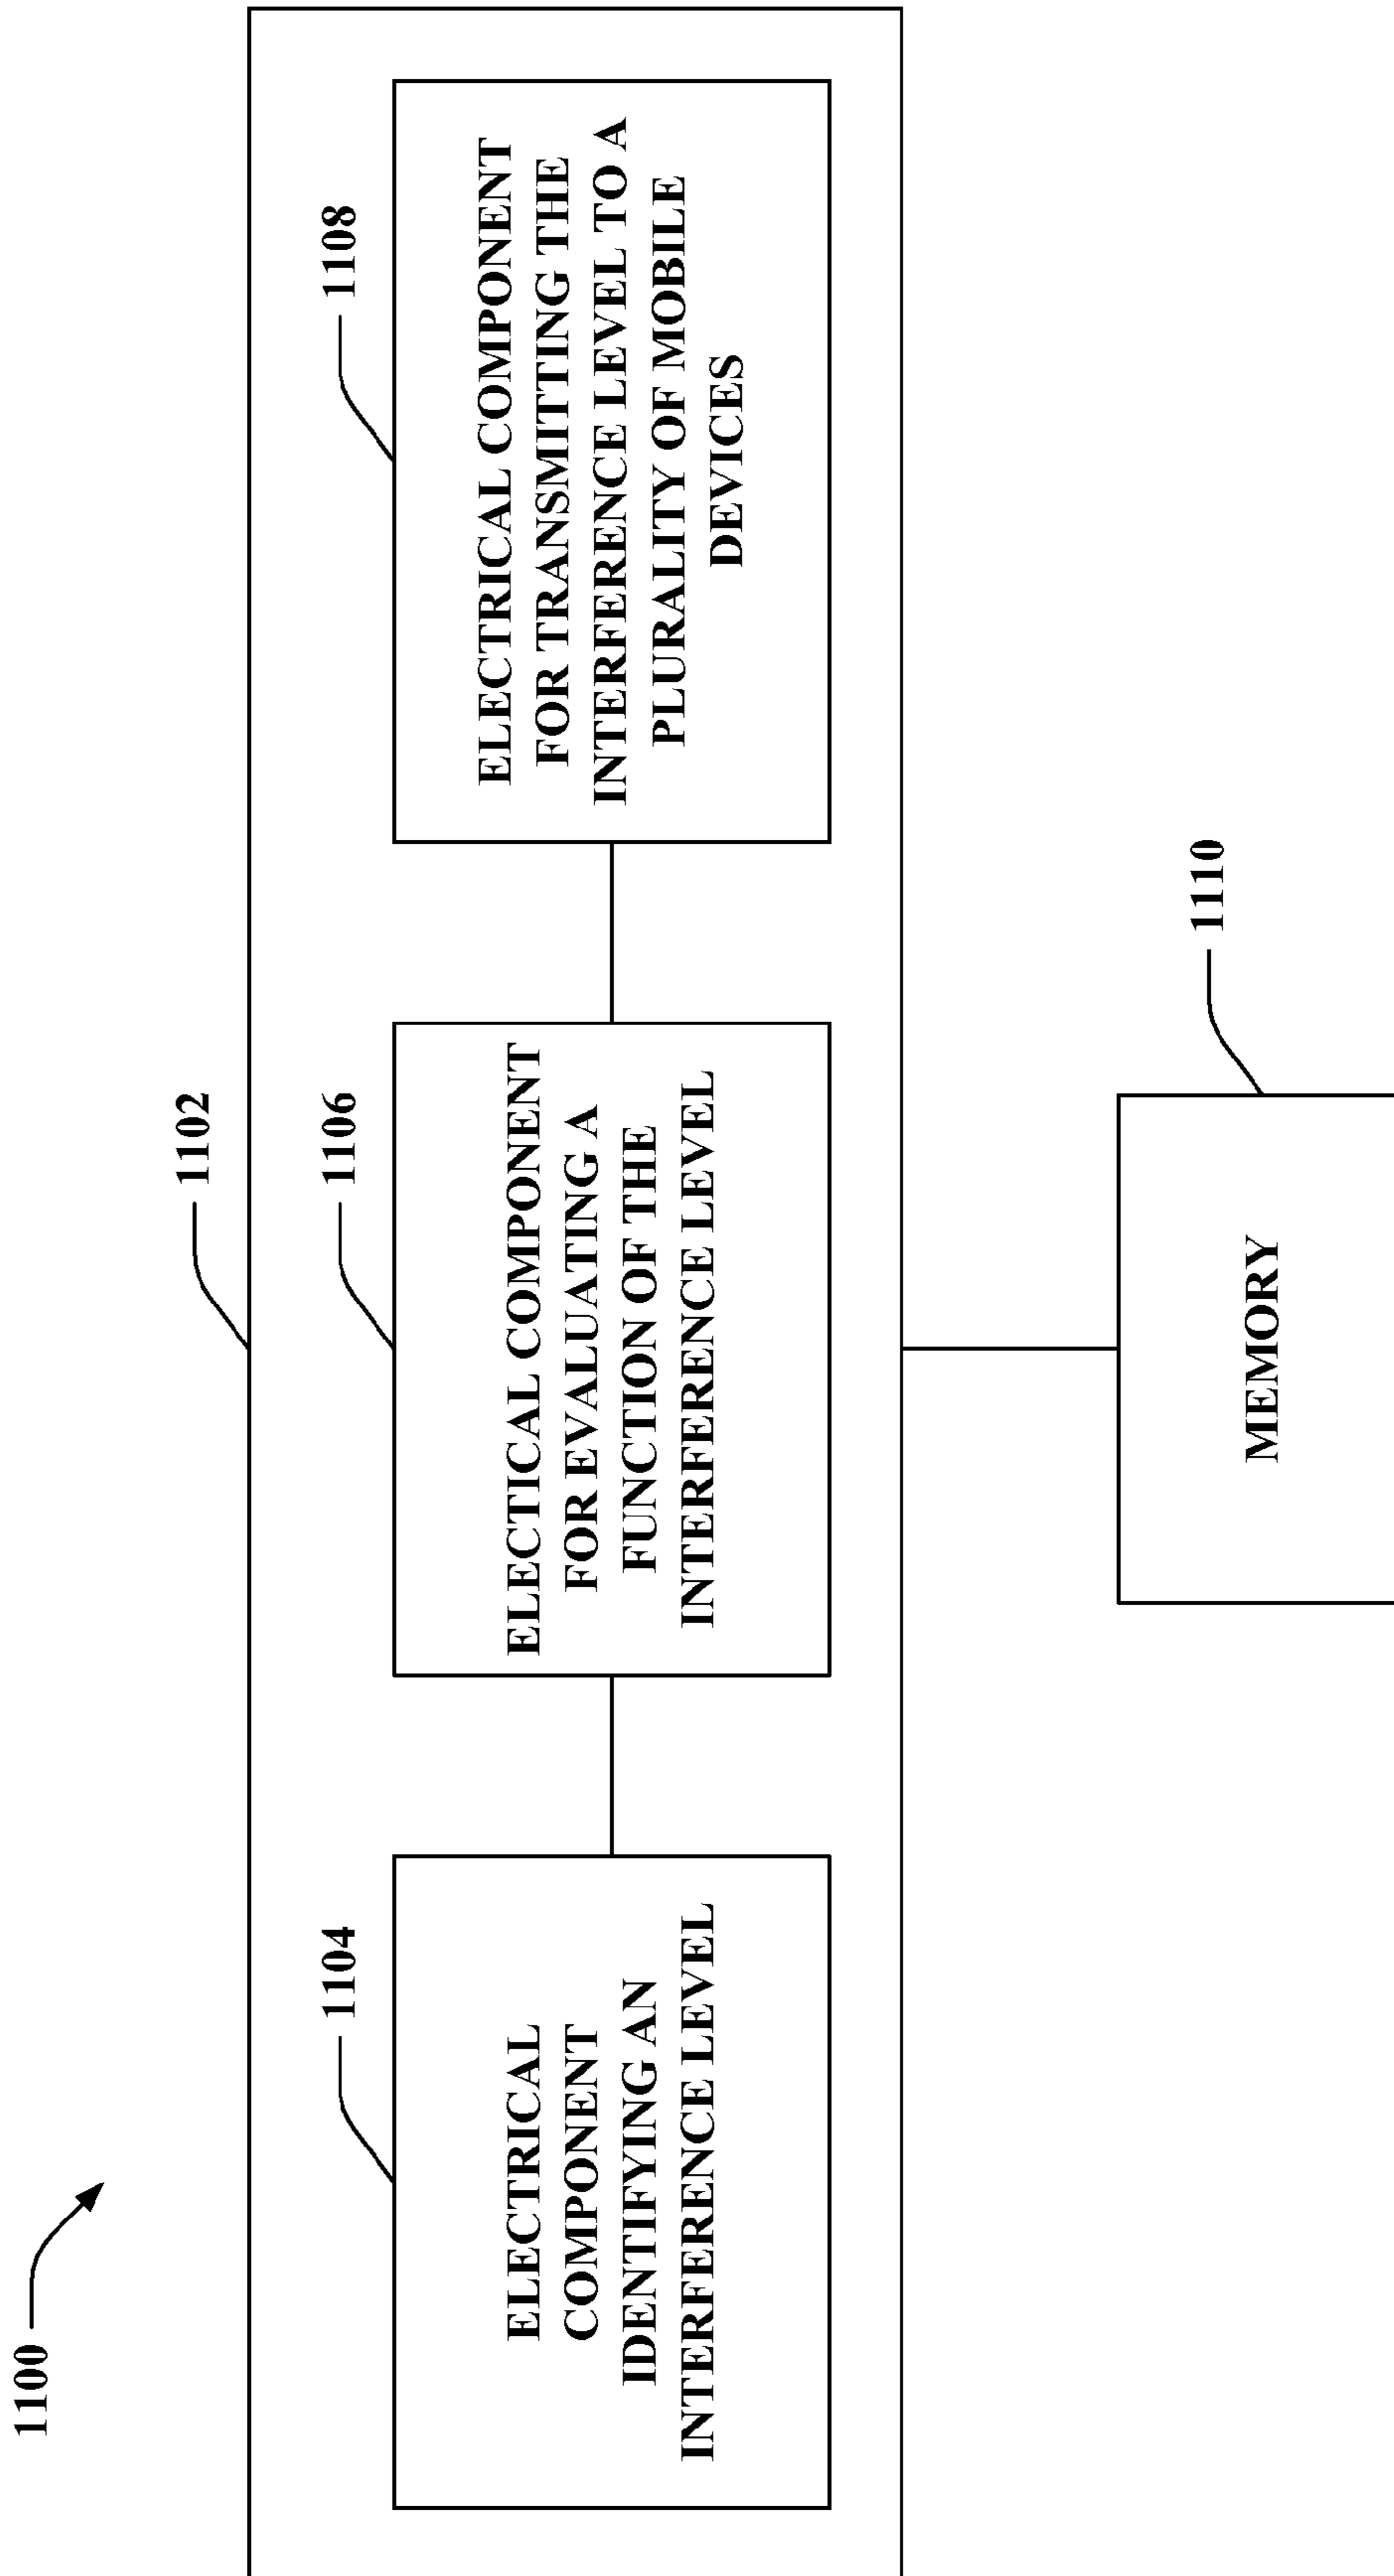 1100
1102
1104
ELECTRICAL
COMPONENT
IDENTIFYING AN
INTERFERENCE LEVEL
1106
ELECTICAL COMPONENT
FOR EVALUATING A
FUNCTION OF THE
INTERFERENCE LEVEL
1108
ELECTRICAL COMPONENT
FOR TRANSMITTING THE
INTERFERENCE LEVEL TO A
PLURALITY OF MOBILE
DEVICES
1110
MEMORY